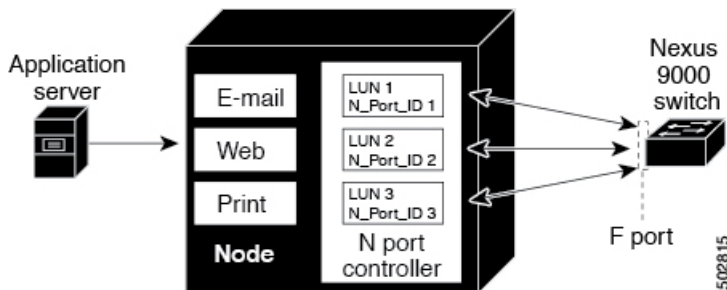 Application
server
E-mail
Web
Print
Node
LUN 1
N_Port_ID 1
LUN 2
N_Port_ID 2
LUN 3
N_Port_ID 3
N port
controller
Nexus
9000
switch
F port
502815